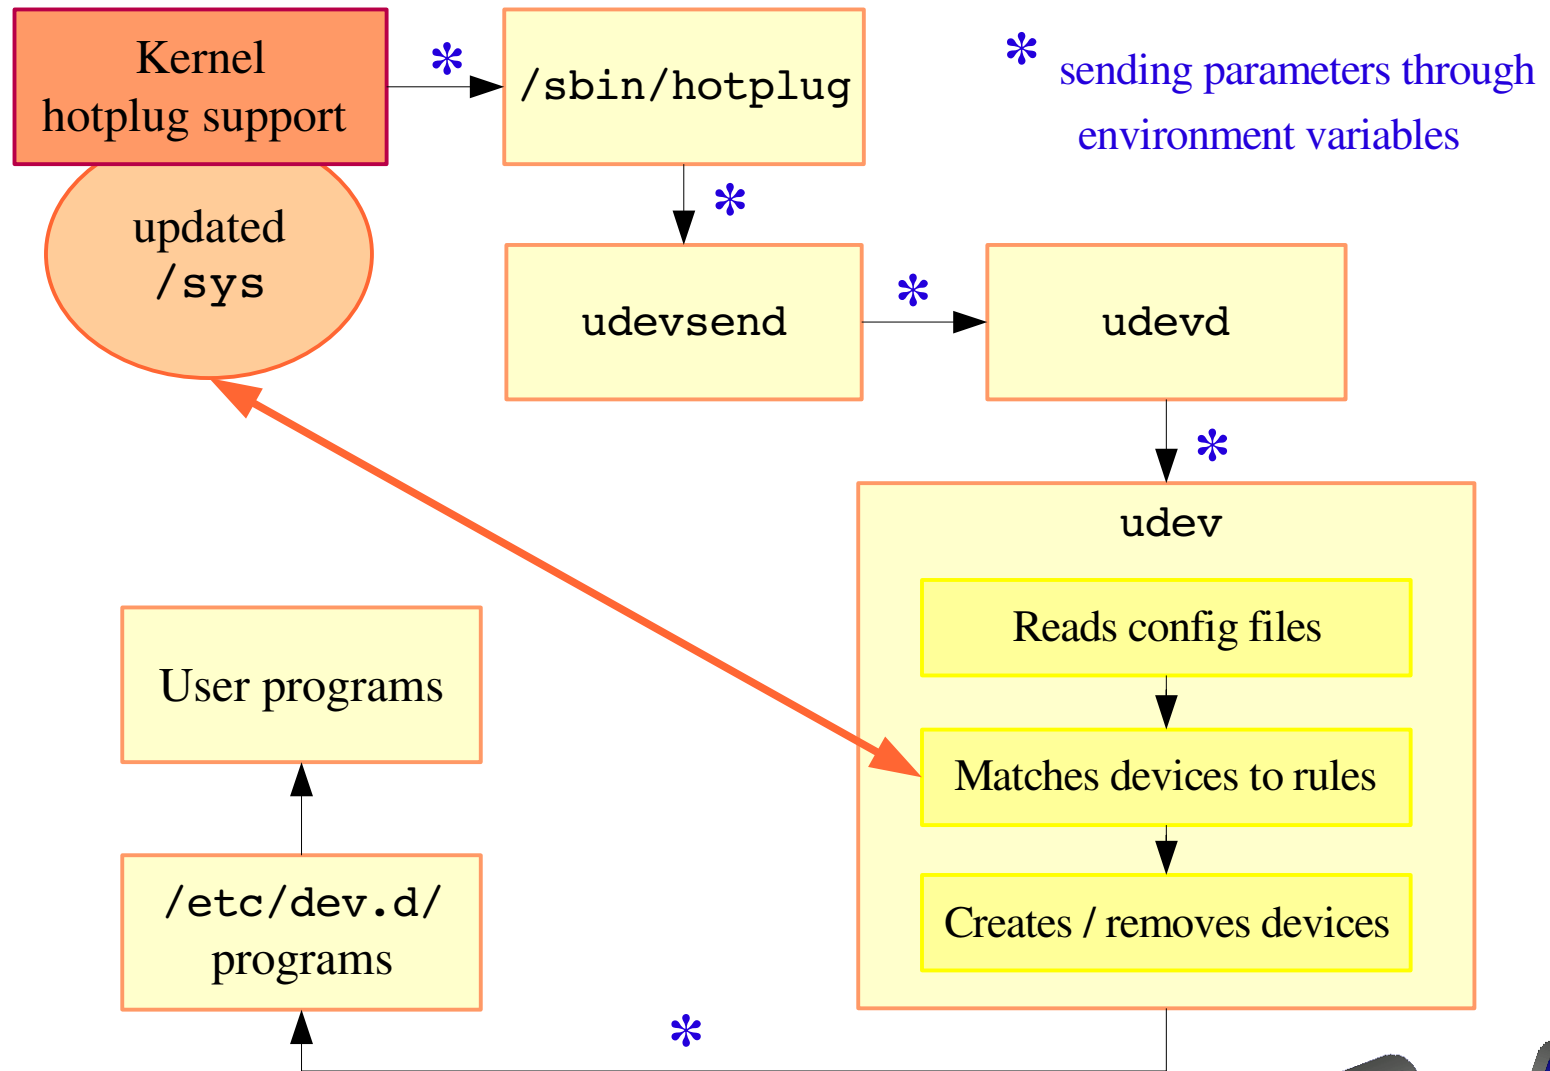 Kernel
hotplug support
*
/sbin/hotplug
* sending parameters through
environment variables
updated
/sys
*
udevsend
*
udevd
*
udev
Reads config files
Matches devices to rules
Creates / removes devices
User programs
/etc/dev.d/
programs
*